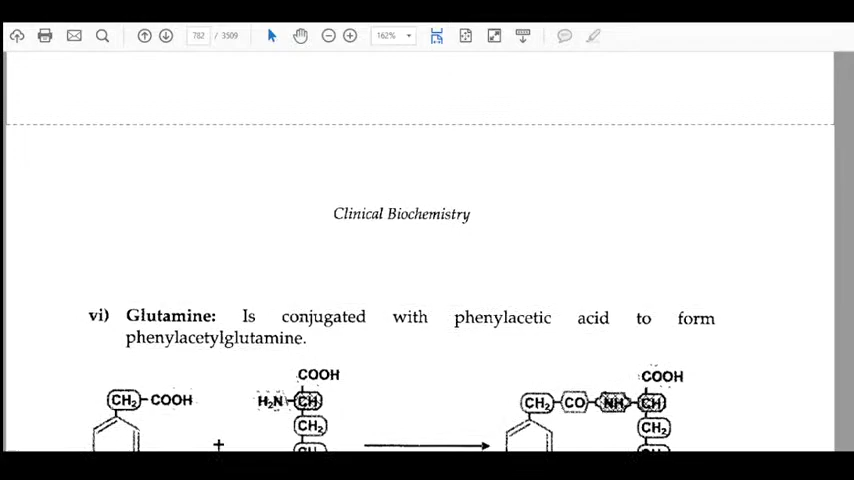 782 / 3509 162%
Clinical Biochemistry
vi) Glutamine: Is conjugated with phenylacetic acid to form
phenylacetylglutamine.
COOH COOH
CH₂-COOH H₂N-CH CH₂-CO-NH-CH
CH₂ CH₂
+